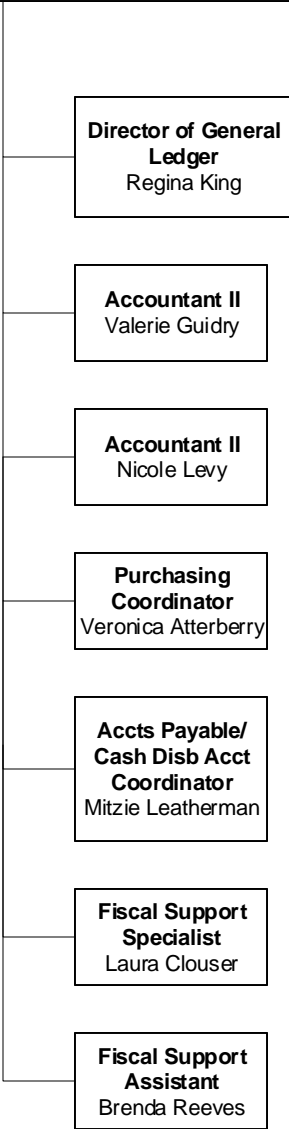 Director of General
Ledger
Regina King
Accountant II
Valerie Guidry
Accountant II
Nicole Levy
Purchasing
Coordinator
Veronica Atterberry
Accts Payable/
Cash Disb Acct
Coordinator
Mitzie Leatherman
Fiscal Support
Specialist
Laura Clouser
Fiscal Support
Assistant
Brenda Reeves